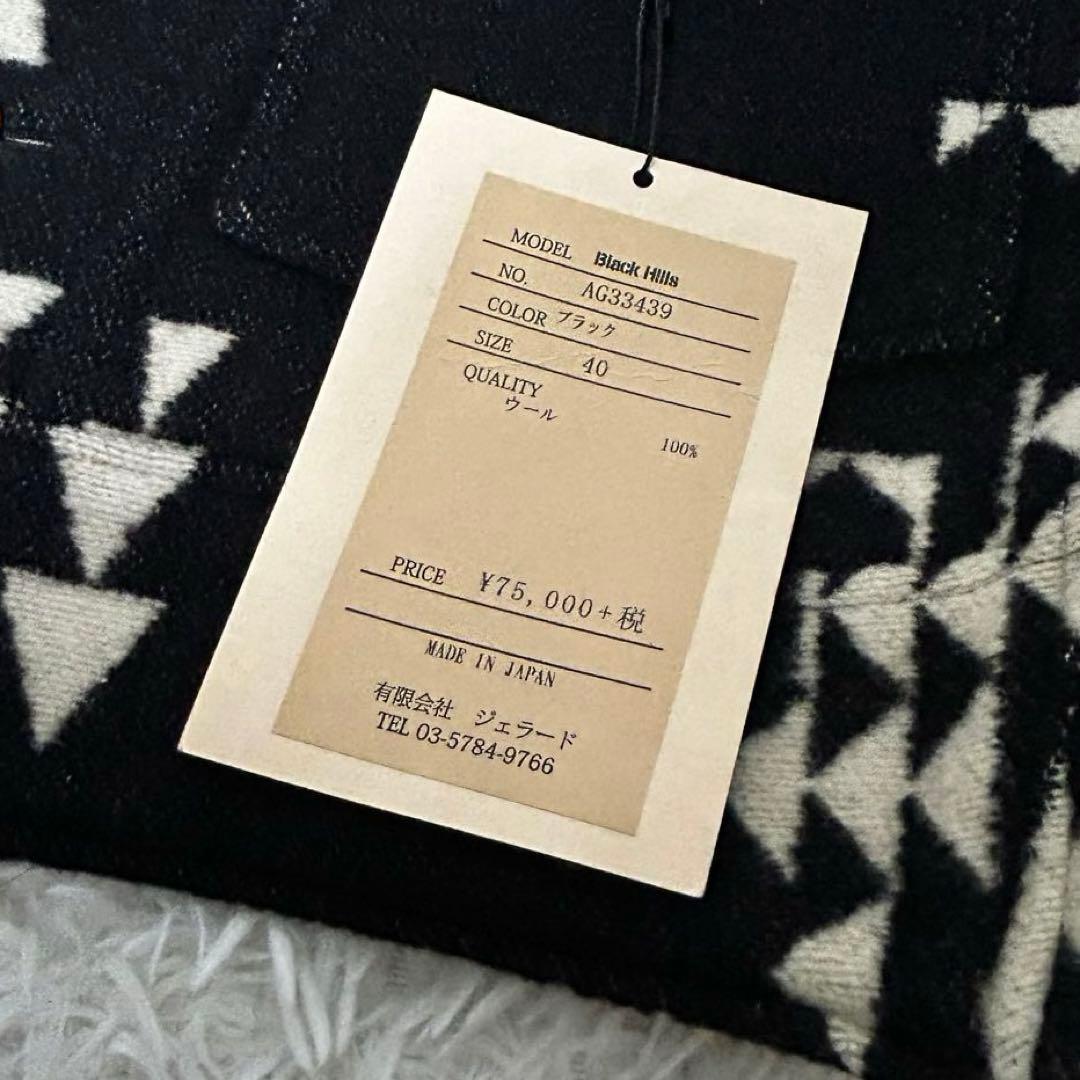 MODEL Black Hills
NO. AG33439
COLOR ブラック
SIZE 40
QUALITY
ウール
100%
PRICE ¥75,000+税
MADE IN JAPAN
有限会社 ジェラード
TEL 03-5784-9766